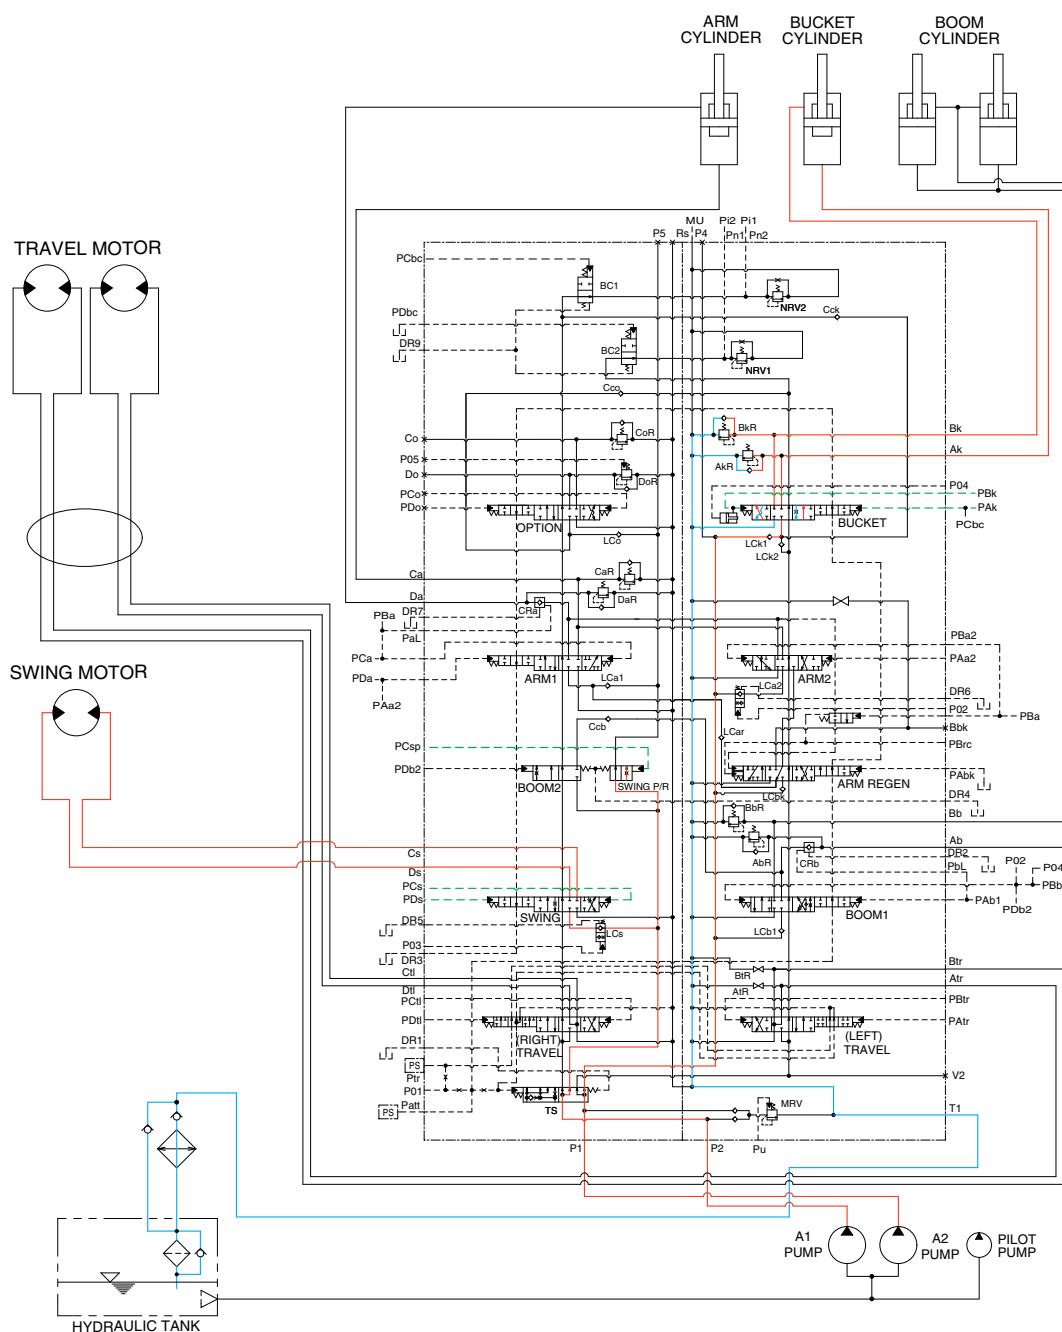 ARM
CYLINDER
BUCKET
CYLINDER
BOOM
CYLINDER
TRAVEL MOTOR
SWING MOTOR
MU
Pi2
Pi1
P5
Rs
P4
Pn1
Pn2
PCbc
BC1
NRV2
Cck
PDbc
DR9
BC2
NRV1
Cco
Co
CoR
BkR
Bk
P05
Do
DoR
AkR
Ak
PCo
PDo
OPTION
LCo
P04
PBk
PAk
PCbc
BUCKET
LCk1
LCk2
Ca
CaR
Da
DaR
CRa
DR7
PBa
PaL
PCa
PDa
PAa2
ARM1
LCa1
PBa2
PAa2
ARM2
LCa2
DR6
P02
PBa
Ccb
LCar
Bbk
PCsp
PBrc
PDb2
BOOM2
SWING P/R
PAbk
ARM REGEN
LCbk
DR4
BbR
Bb
AbR
CRb
Ab
DR2
PbL
P02
P04
PBb
PAb1
PDb2
Cs
Ds
PCs
PDs
SWING
BOOM1
DR5
LCs
LCb1
P03
DR3
Ctl
BtR
Btr
Dtl
AtR
Atr
PCtl
PBtr
PDtl
PAtr
(RIGHT)
TRAVEL
(LEFT)
TRAVEL
DR1
PS
Ptr
P01
V2
TS
Patt
PS
MRV
T1
P1
P2
Pu
A1
PUMP
A2
PUMP
PILOT
PUMP
HYDRAULIC TANK